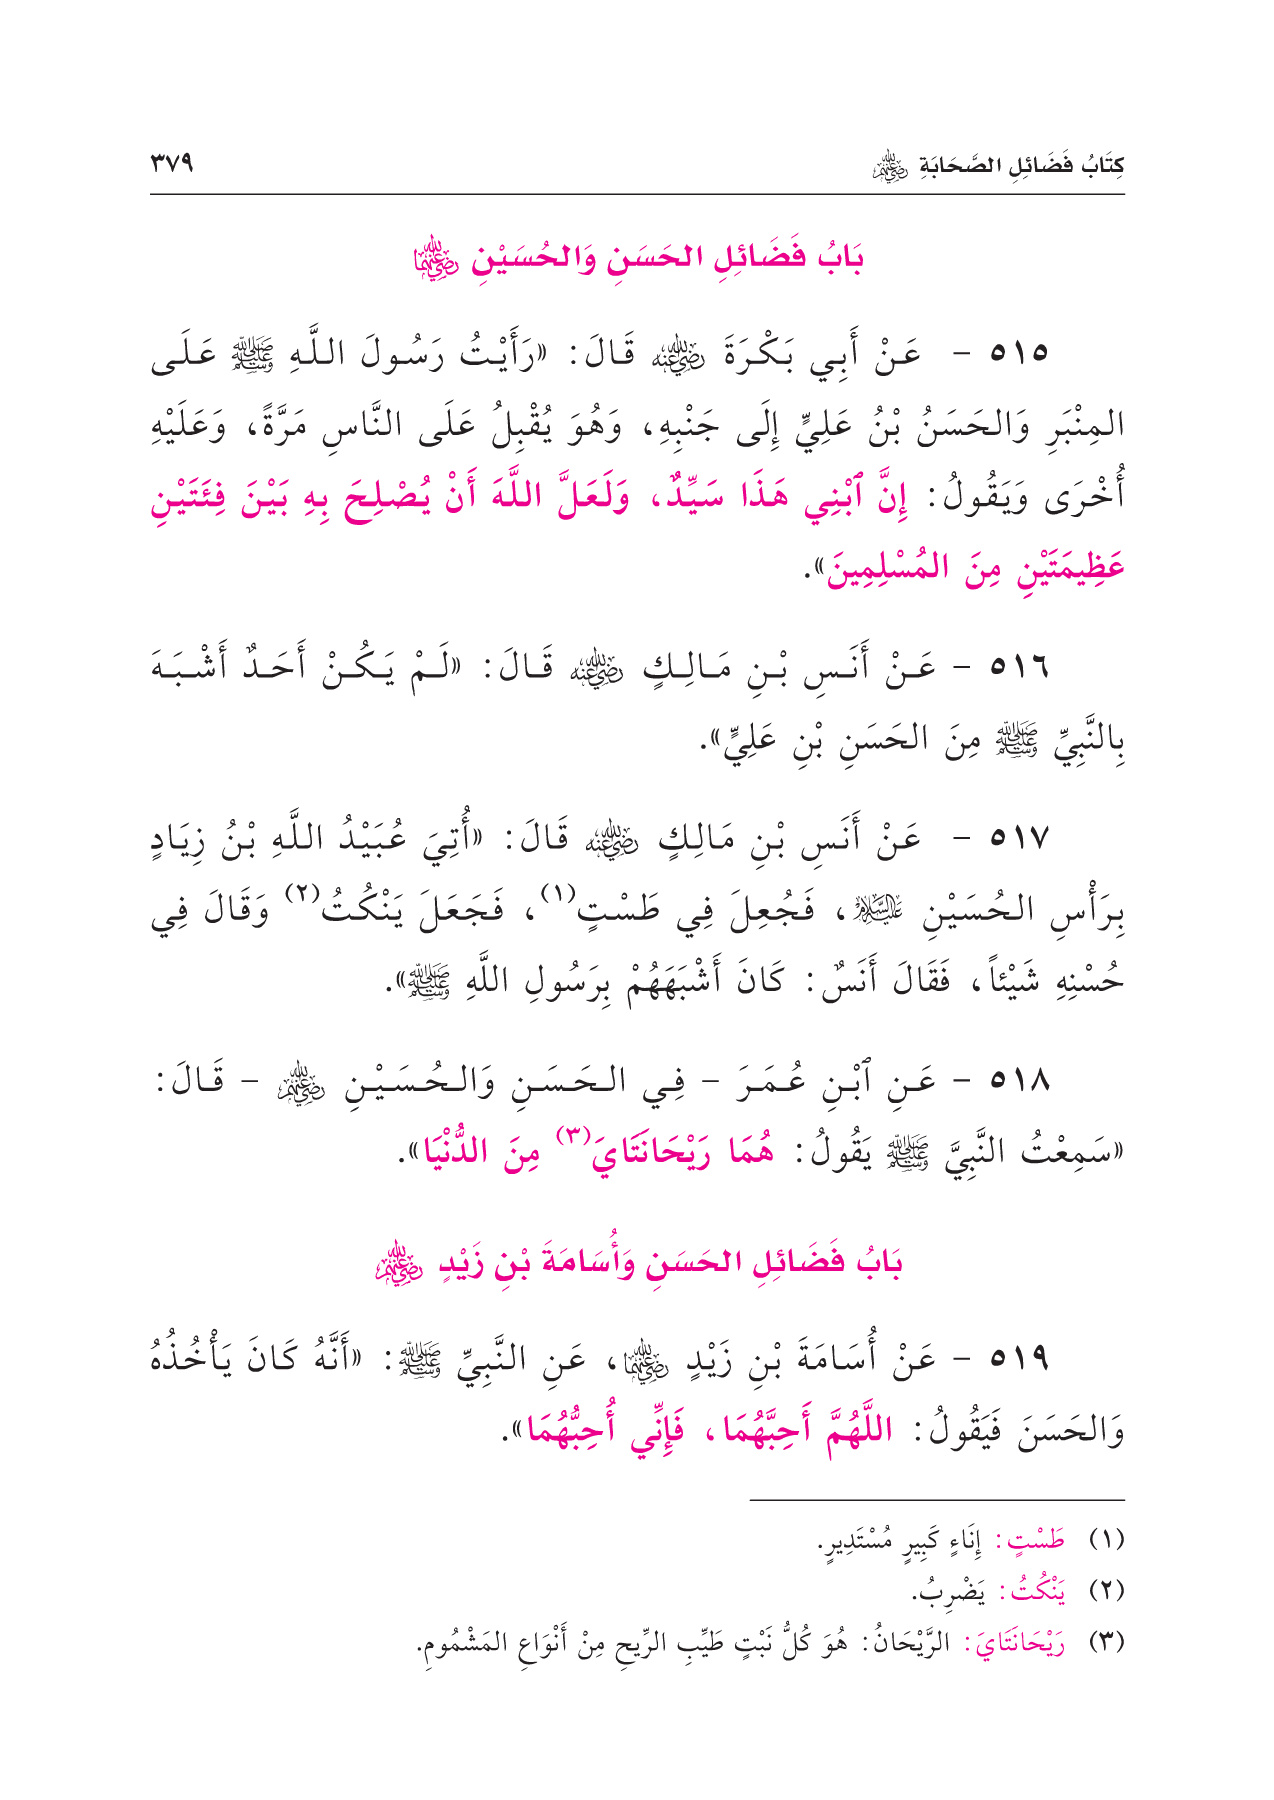 كِتَابُ فَضَائِلِ الصَّحَابَةِ رضي الله عنهم ٣٧٩
بَابُ فَضَائِلِ الحَسَنِ وَالحُسَيْنِ رضي الله عنهما
٥١٥ - عَنْ أَبِي بَكْرَةَ رضي الله عنه قَالَ: «رَأَيْتُ رَسُولَ اللَّهِ ﷺ عَلَى
المِنْبَرِ وَالحَسَنُ بْنُ عَلِيٍّ إِلَى جَنْبِهِ، وَهُوَ يُقْبِلُ عَلَى النَّاسِ مَرَّةً، وَعَلَيْهِ
أُخْرَى وَيَقُولُ: إِنَّ ٱبْنِي هَذَا سَيِّدٌ، وَلَعَلَّ اللَّهَ أَنْ يُصْلِحَ بِهِ بَيْنَ فِئَتَيْنِ
عَظِيمَتَيْنِ مِنَ المُسْلِمِينَ».
٥١٦ - عَنْ أَنَسِ بْنِ مَالِكٍ رضي الله عنه قَالَ: «لَمْ يَكُنْ أَحَدٌ أَشْبَهَ
بِالنَّبِيِّ ﷺ مِنَ الحَسَنِ بْنِ عَلِيٍّ».
٥١٧ - عَنْ أَنَسِ بْنِ مَالِكٍ رضي الله عنه قَالَ: «أُتِيَ عُبَيْدُ اللَّهِ بْنُ زِيَادٍ
بِرَأْسِ الحُسَيْنِ عليه السلام، فَجُعِلَ فِي طَسْتٍ(١)، فَجَعَلَ يَنْكُتُ(٢) وَقَالَ فِي
حُسْنِهِ شَيْئاً، فَقَالَ أَنَسٌ: كَانَ أَشْبَهَهُمْ بِرَسُولِ اللَّهِ ﷺ».
٥١٨ - عَنِ ٱبْنِ عُمَرَ - فِي الحَسَنِ وَالحُسَيْنِ رضي الله عنهم - قَالَ:
«سَمِعْتُ النَّبِيَّ ﷺ يَقُولُ: هُمَا رَيْحَانَتَايَ(٣) مِنَ الدُّنْيَا».
بَابُ فَضَائِلِ الحَسَنِ وَأُسَامَةَ بْنِ زَيْدٍ رضي الله عنهم
٥١٩ - عَنْ أُسَامَةَ بْنِ زَيْدٍ رضي الله عنهما، عَنِ النَّبِيِّ ﷺ: «أَنَّهُ كَانَ يَأْخُذُهُ
وَالحَسَنَ فَيَقُولُ: اللَّهُمَّ أَحِبَّهُمَا، فَإِنِّي أُحِبُّهُمَا».
(١) طَسْتٍ: إِنَاءٍ كَبِيرٍ مُسْتَدِيرٍ.
(٢) يَنْكُتُ: يَضْرِبُ.
(٣) رَيْحَانَتَايَ: الرَّيْحَانُ: هُوَ كُلُّ نَبْتٍ طَيِّبِ الرِّيحِ مِنْ أَنْوَاعِ المَشْمُومِ.